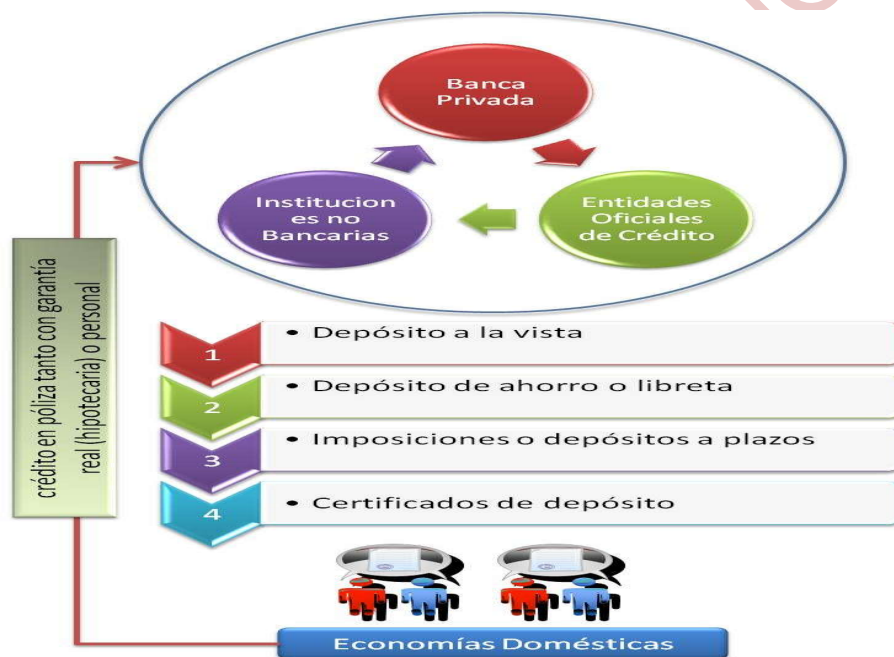 Banca
Privada
Institucion
es no
Bancarias
Entidades
Oficiales
de Crédito
crédito en póliza tanto con garantía
real (hipotecaria) o personal
1
• Depósito a la vista
2
• Depósito de ahorro o libreta
3
• Imposiciones o depósitos a plazos
4
• Certificados de depósito
Economías Domésticas